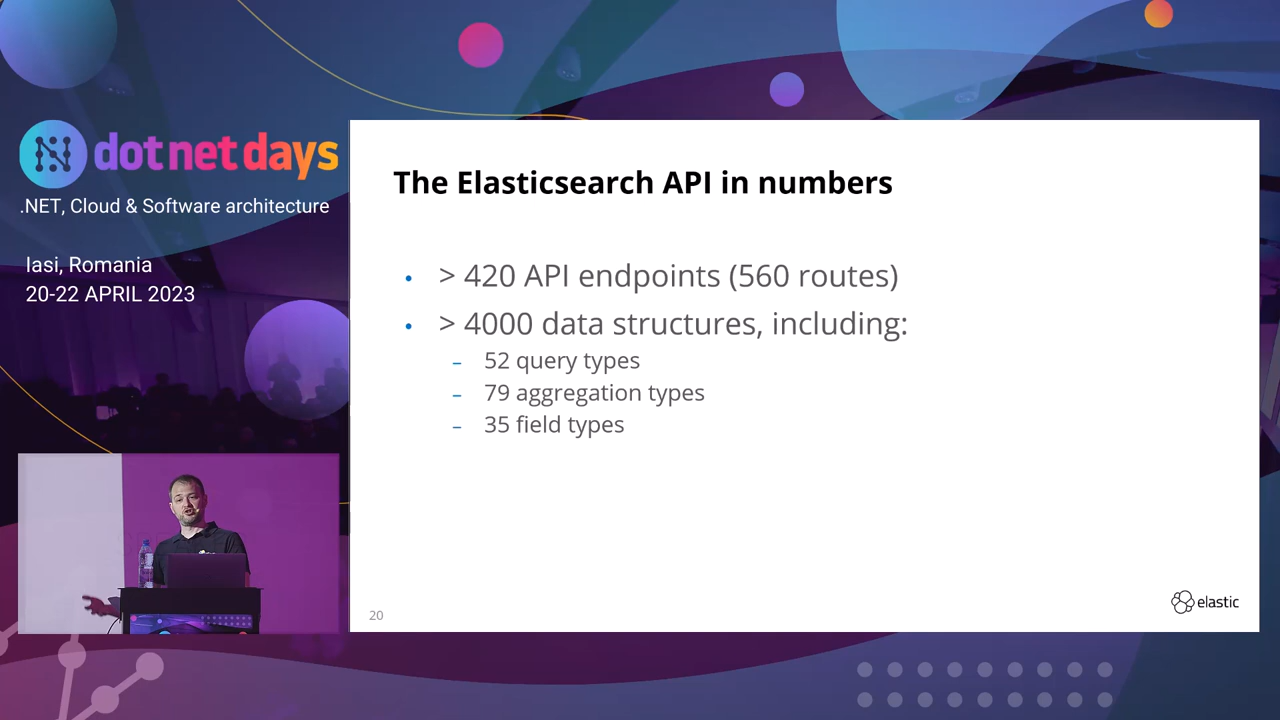 dotnetdays
.NET, Cloud & Software architecture
Iasi, Romania
20-22 APRIL 2023
The Elasticsearch API in numbers
• > 420 API endpoints (560 routes)
• > 4000 data structures, including:
– 52 query types
– 79 aggregation types
– 35 field types
20
elastic